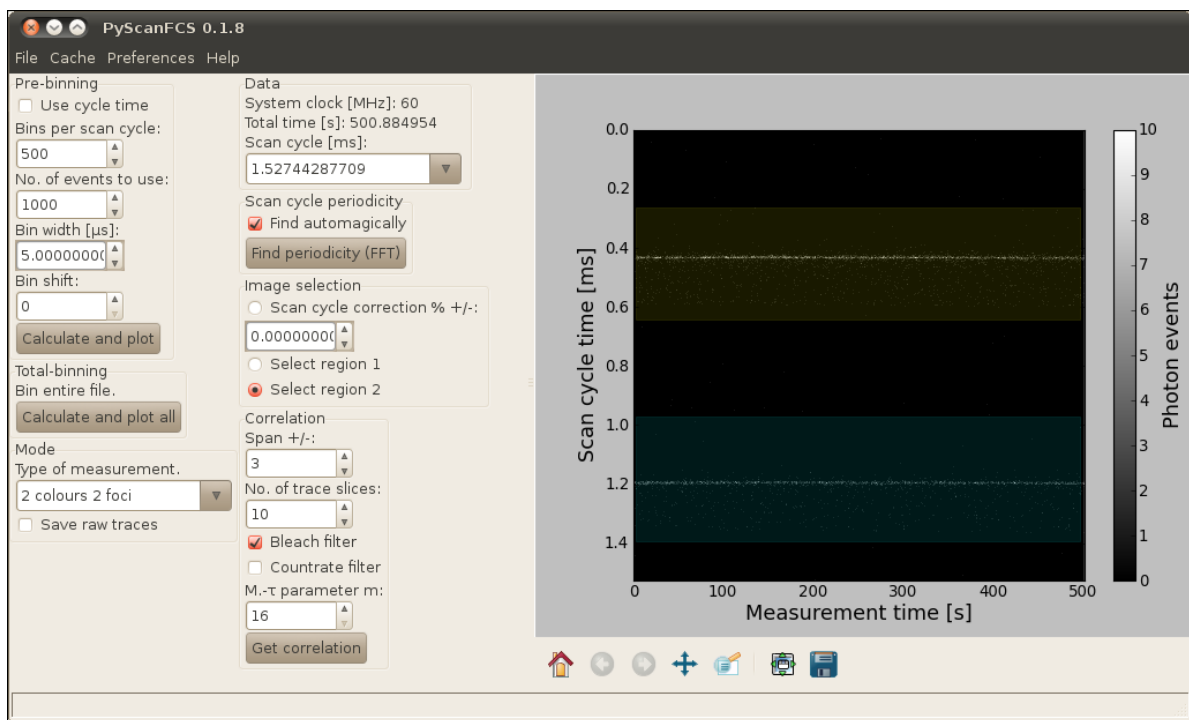 PyScanFCS 0.1.8
File Cache Preferences Help
Pre-binning
Use cycle time
Bins per scan cycle:
500
No. of events to use:
1000
Bin width [µs]:
5.0000000
Bin shift:
0
Calculate and plot
Total-binning
Bin entire file.
Calculate and plot all
Mode
Type of measurement.
2 colours 2 foci
Save raw traces
Data
System clock [MHz]: 60
Total time [s]: 500.884954
Scan cycle [ms]:
1.52744287709
Scan cycle periodicity
Find automagically
Find periodicity (FFT)
Image selection
Scan cycle correction % +/-:
0.0000000
Select region 1
Select region 2
Correlation
Span +/-:
3
No. of trace slices:
10
Bleach filter
Countrate filter
M.-τ parameter m:
16
Get correlation
Scan cycle time [ms]
0.0
0.2
0.4
0.6
0.8
1.0
1.2
1.4
0 100 200 300 400 500
Measurement time [s]
10
9
8
7
6
5
4
3
2
1
0
Photon events